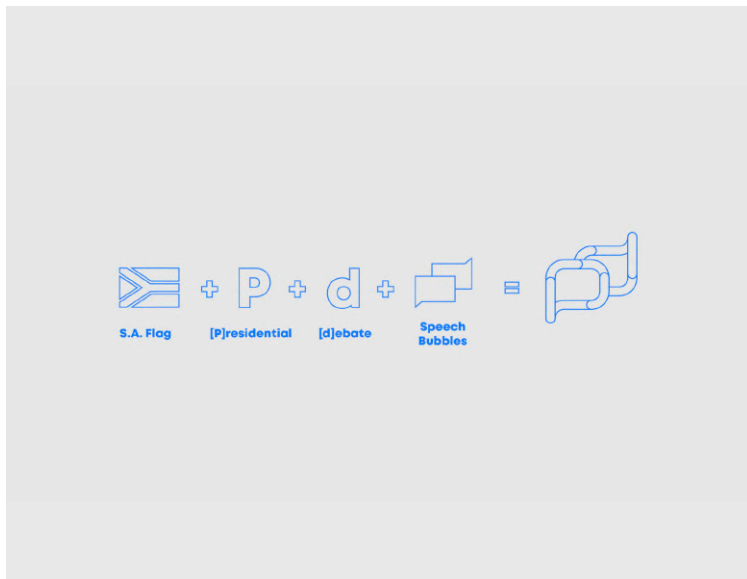 + P + d + =
S.A. Flag
[P]residential
[d]ebate
Speech
Bubbles